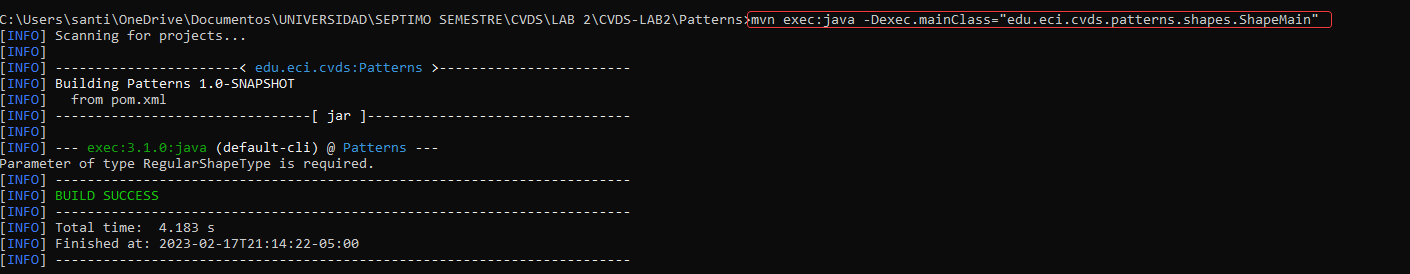 C:\Users\santi\OneDrive\Documentos\UNIVERSIDAD\SEPTIMO SEMESTRE\CVDS\LAB 2\CVDS-LAB2\Patterns>mvn exec:java -Dexec.mainClass="edu.eci.cvds.patterns.shapes.ShapeMain"
[INFO] Scanning for projects...
[INFO]
[INFO] -----------------------< edu.eci.cvds:Patterns >------------------------
[INFO] Building Patterns 1.0-SNAPSHOT
[INFO]   from pom.xml
[INFO] --------------------------------[ jar ]---------------------------------
[INFO]
[INFO] --- exec:3.1.0:java (default-cli) @ Patterns ---
Parameter of type RegularShapeType is required.
[INFO] ------------------------------------------------------------------------
[INFO] BUILD SUCCESS
[INFO] ------------------------------------------------------------------------
[INFO] Total time:  4.183 s
[INFO] Finished at: 2023-02-17T21:14:22-05:00
[INFO] ------------------------------------------------------------------------